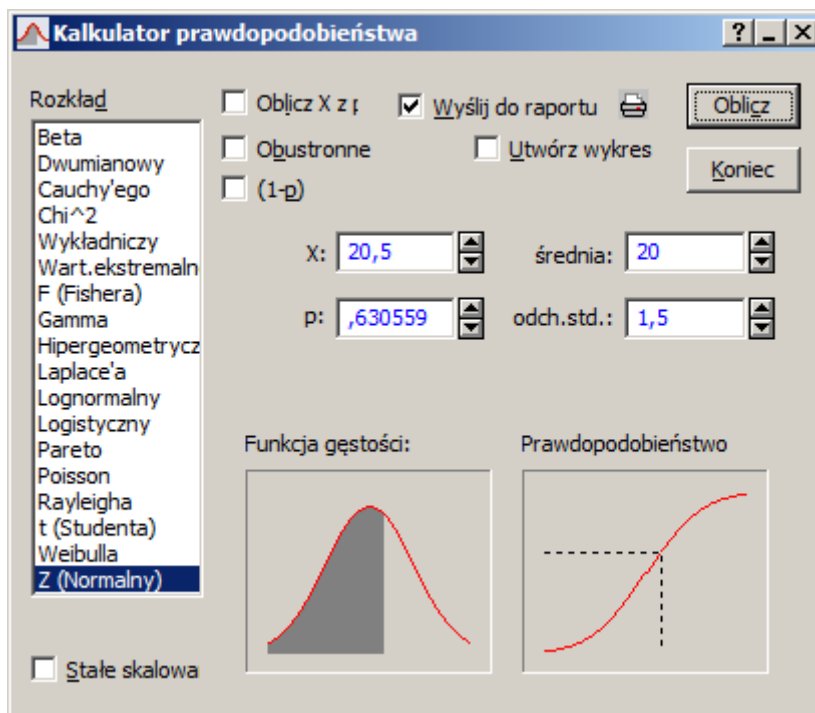 Kalkulator prawdopodobieństwa
Rozkład
Beta
Dwumianowy
Cauchy'ego
Chi^2
Wykładniczy
Wart.ekstremaln
F (Fishera)
Gamma
Hipergeometrycz
Laplace'a
Lognormalny
Logistyczny
Pareto
Poisson
Rayleigha
t (Studenta)
Weibulla
Z (Normalny)
Stałe skalowa
Oblicz X z p
Wyślij do raportu
Obustronne
Utwórz wykres
(1-p)
Oblicz
Koniec
X: 20,5
średnia: 20
p: ,630559
odch.std.: 1,5
Funkcja gęstości:
Prawdopodobieństwo